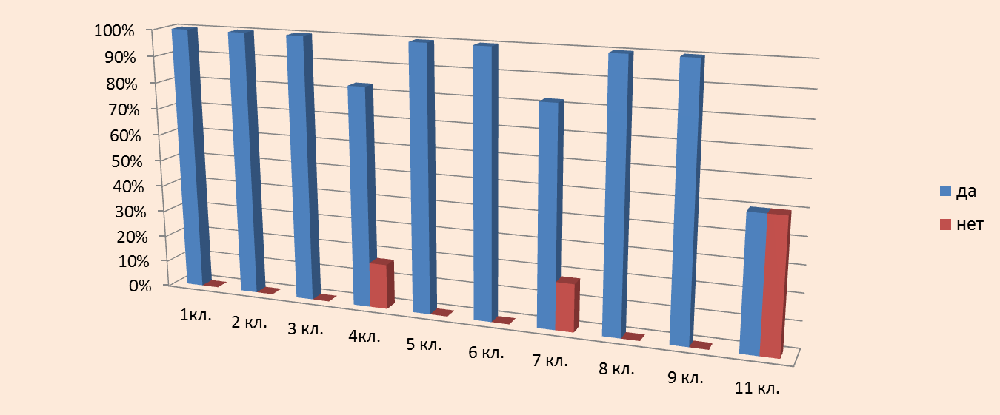 100%
90%
80%
70%
60%
50%
40%
30%
20%
10%
0%
1кл.
2 кл.
3 кл.
4кл.
5 кл.
6 кл.
7 кл.
8 кл.
9 кл.
11 кл.
да
нет